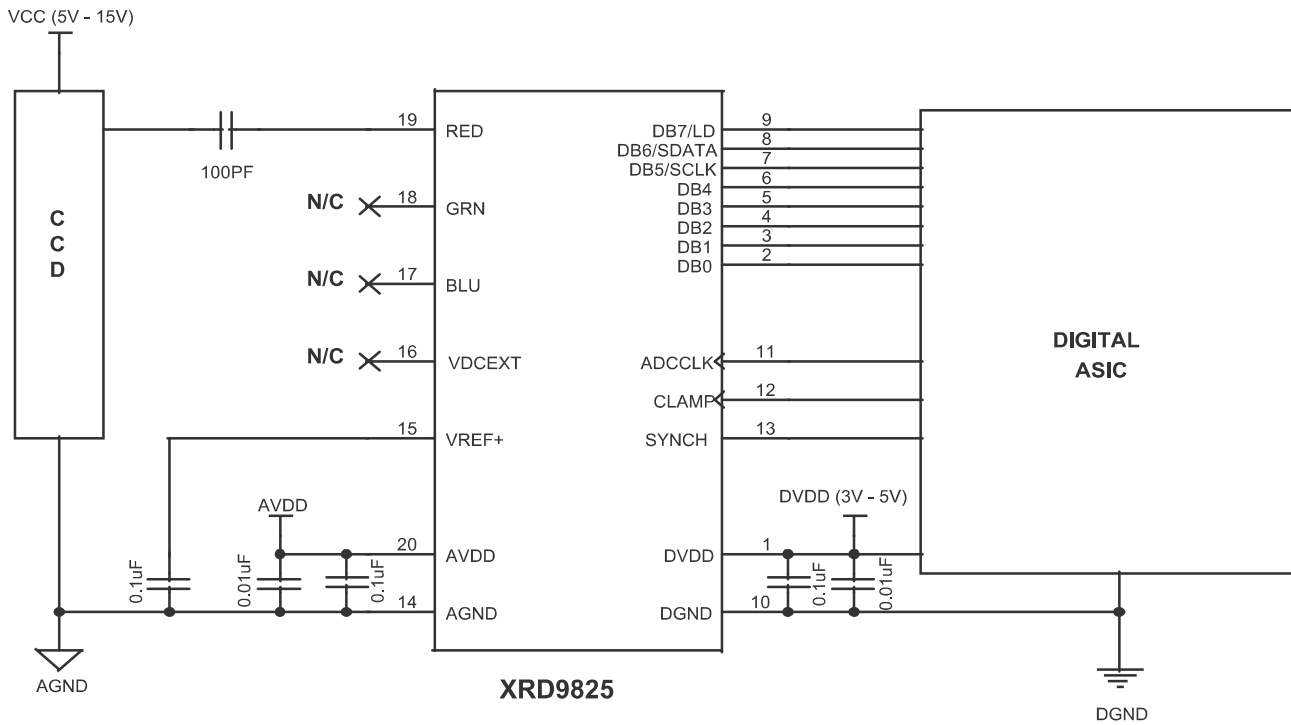 VCC (5V - 15V)
C
C
D
100PF
19
RED
N/C
18
GRN
N/C
17
BLU
N/C
16
VDCEXT
15
VREF+
AVDD
20
AVDD
14
AGND
0.1uF
0.01uF
0.1uF
AGND
DB7/LD
9
DB6/SDATA
8
DB5/SCLK
7
DB4
6
DB3
5
DB2
4
DB1
3
DB0
2
ADCCLK
11
CLAMP
12
SYNCH
13
DVDD (3V - 5V)
DVDD
1
DGND
10
0.1uF
0.01uF
DIGITAL
ASIC
DGND
XRD9825